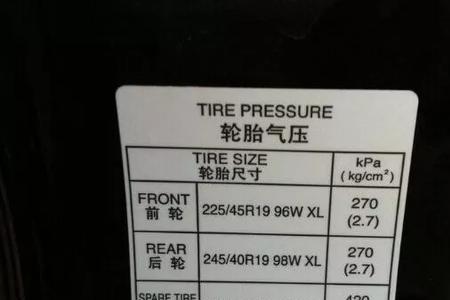 TIRE PRESSURE
轮胎气压
TIRE SIZE
轮胎尺寸
kPa
(kg/cm²)
FRONT
前 轮
225/45R19 96W XL
270
(2.7)
REAR
后 轮
245/40R19 98W XL
270
(2.7)
SPARE TIRE
420